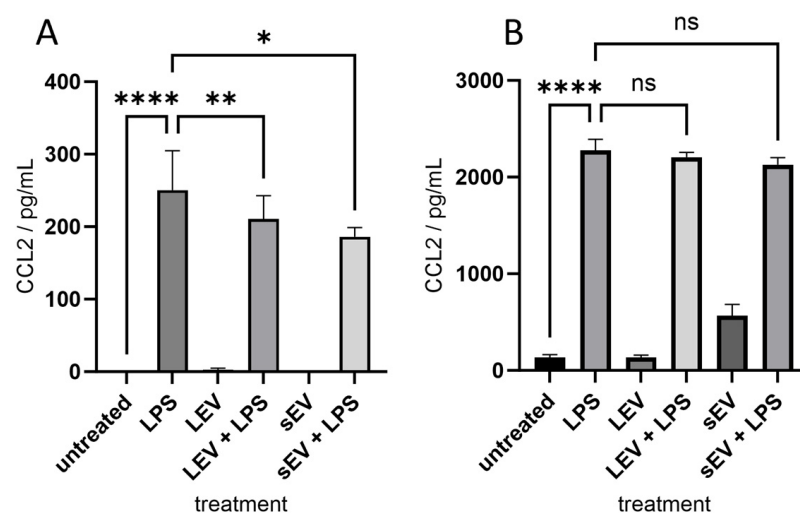 A
*
**** **
400
300
200
100
0
CCL2 / pg/mL
untreated
LPS
LEV
LEV + LPS
sEV
sEV + LPS
treatment
B
ns
**** ns
3000
2000
1000
0
CCL2 / pg/mL
untreated
LPS
LEV
LEV + LPS
sEV
sEV + LPS
treatment